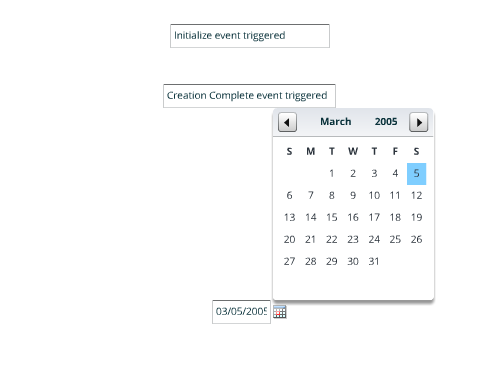 Initialize event triggered
Creation Complete event triggered
March 2005
S M T W T F S
1 2 3 4 5
6 7 8 9 10 11 12
13 14 15 16 17 18 19
20 21 22 23 24 25 26
27 28 29 30 31
03/05/2005